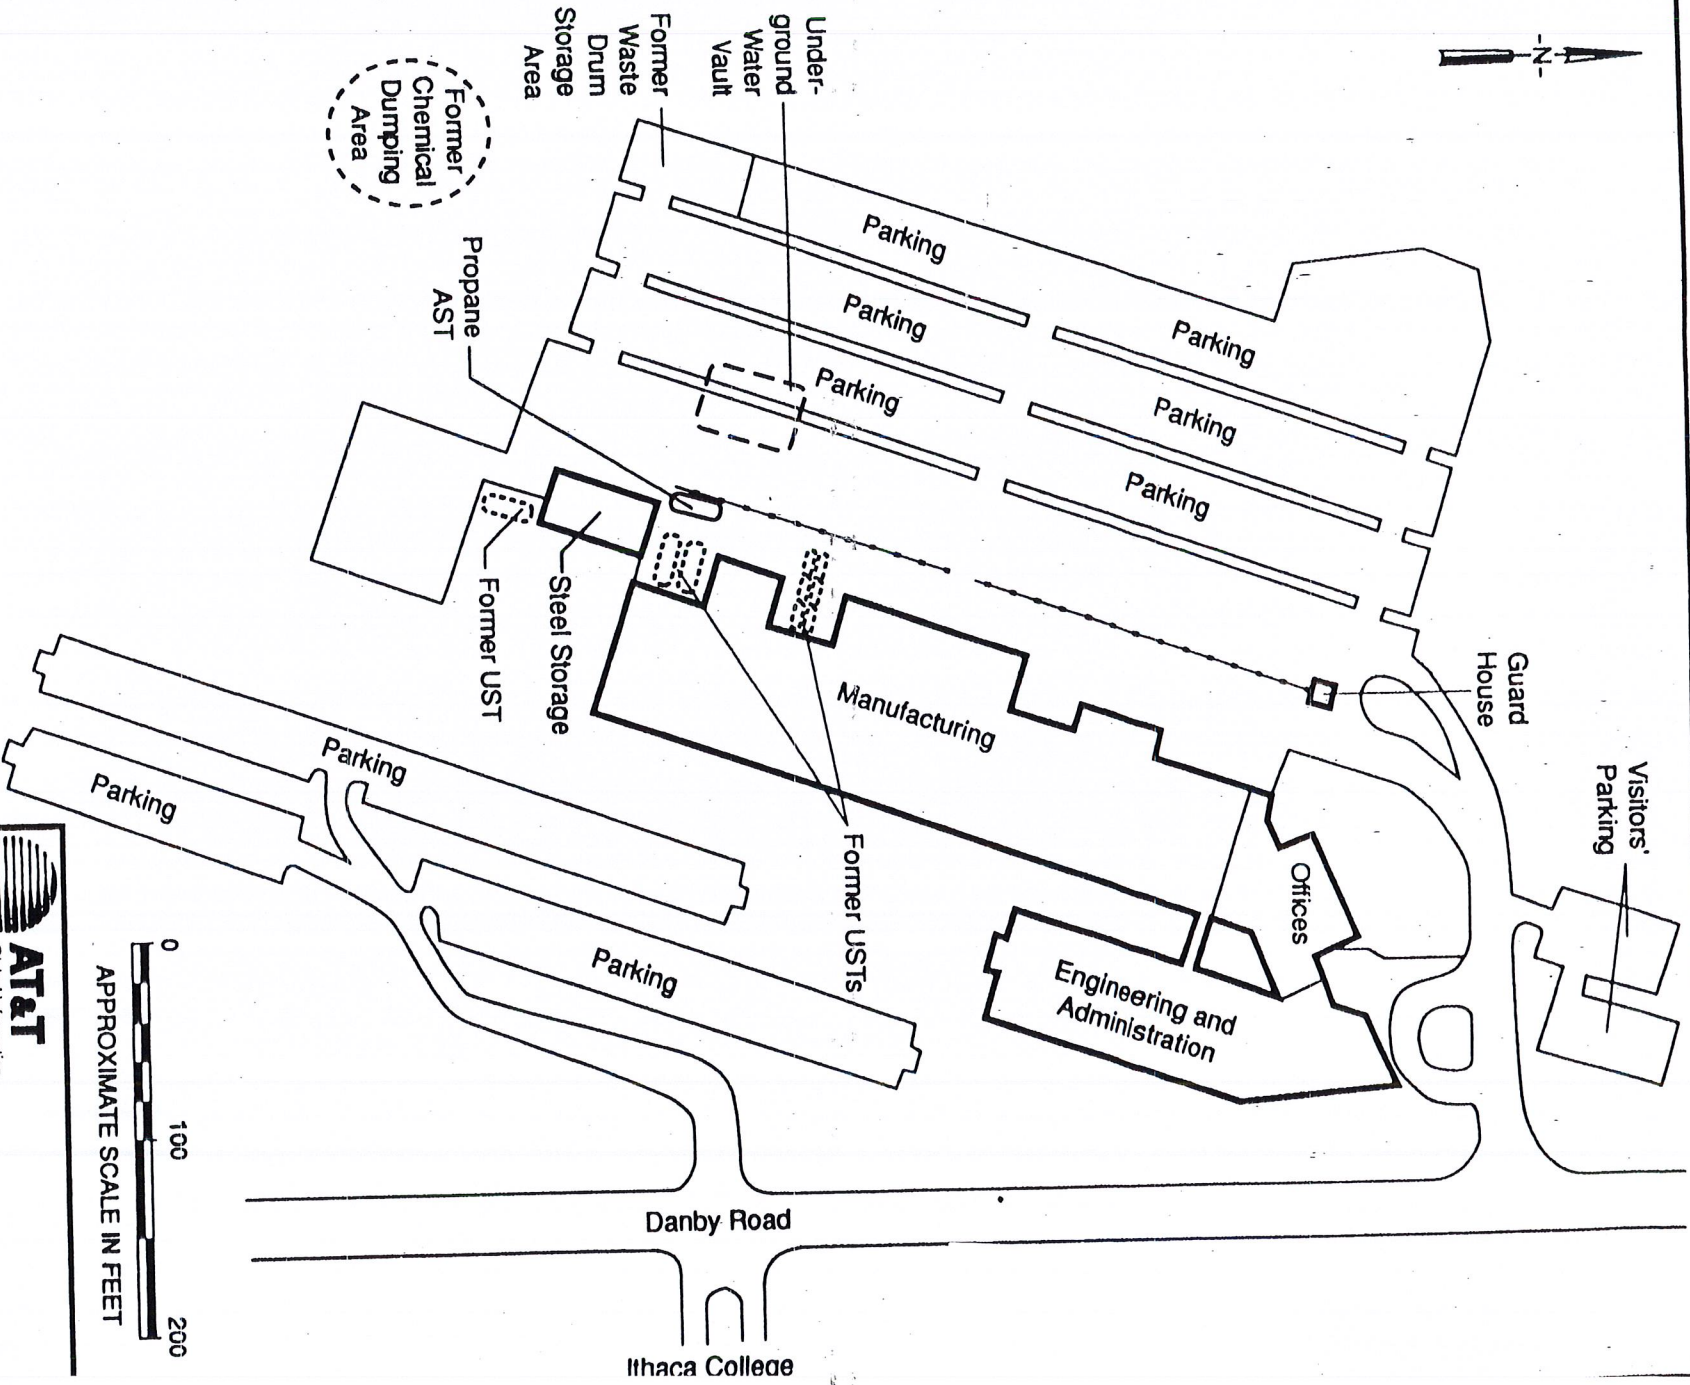 -N-
Under-
ground
Water
Vault
Former
Waste
Drum
Storage
Area
Former
Chemical
Dumping
Area
Propane
AST
Parking
Parking
Parking
Parking
Parking
Parking
Guard
House
Visitors'
Parking
Former UST
Steel Storage
Manufacturing
Former USTs
Offices
Engineering and
Administration
Parking
Parking
Parking
AT&T
0
100
200
APPROXIMATE SCALE IN FEET
Danby Road
Ithaca College